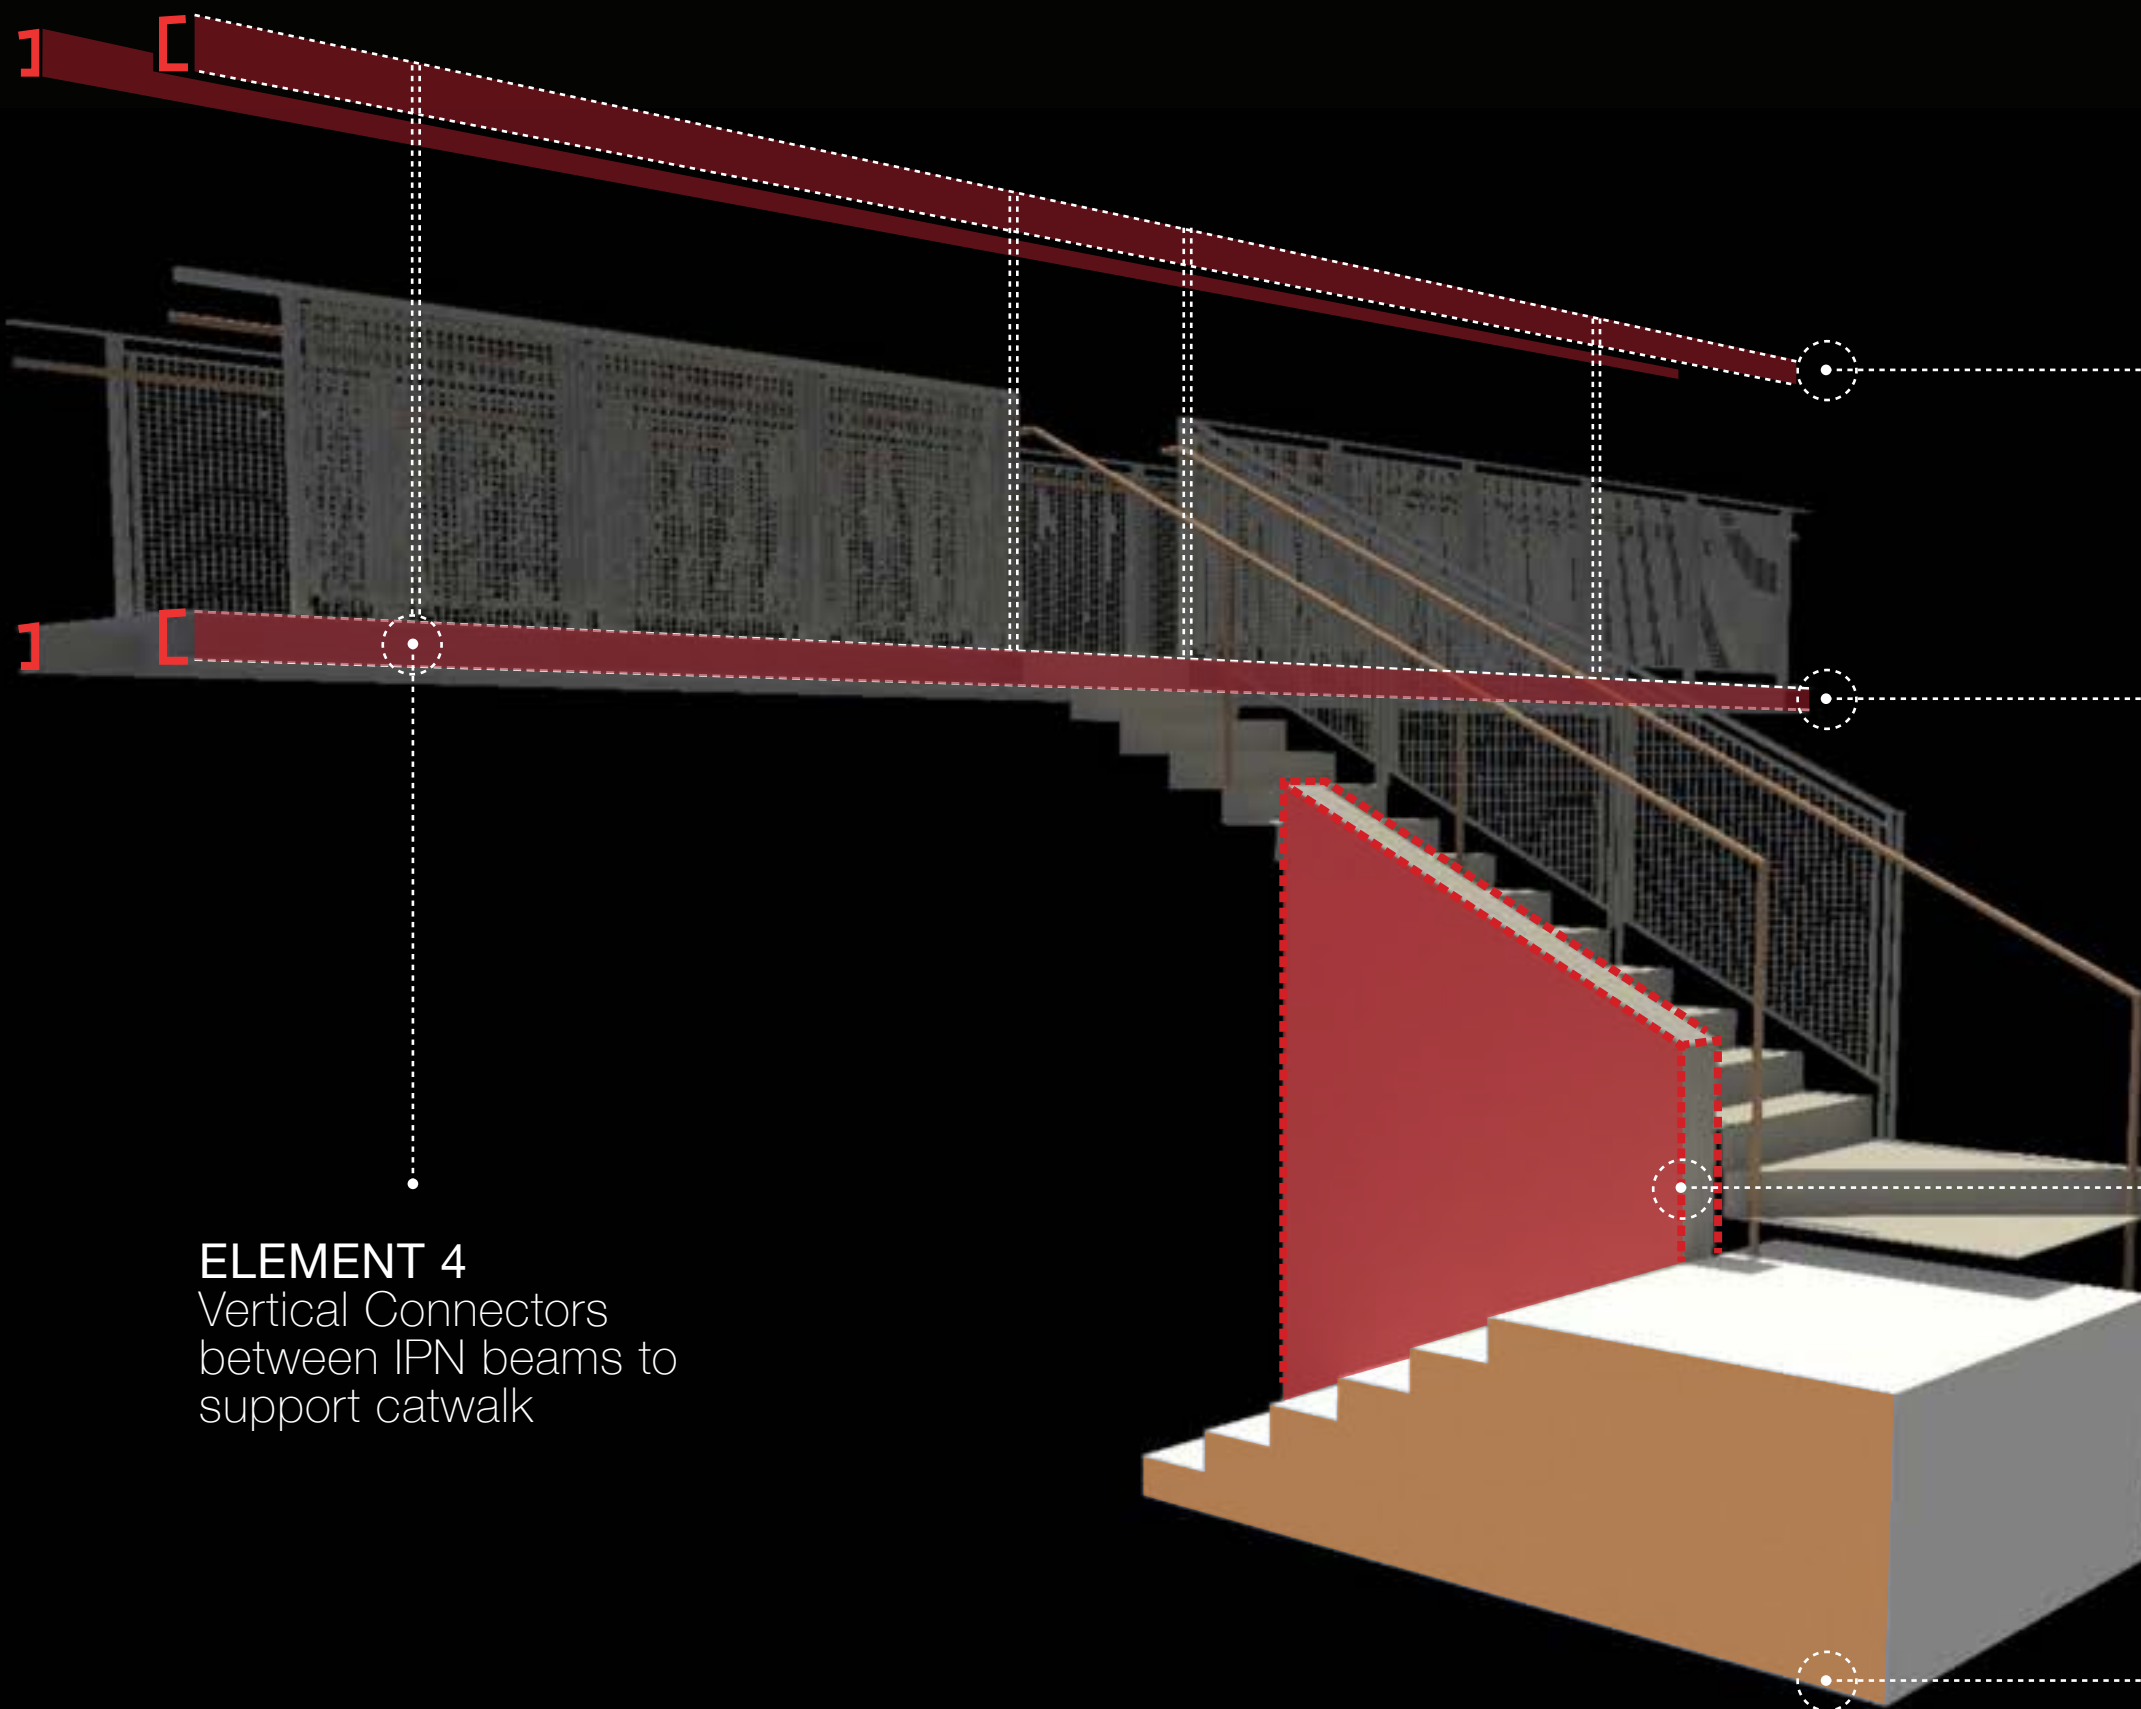 ELEMENT 4
Vertical Connectors
between IPN beams to
support catwalk